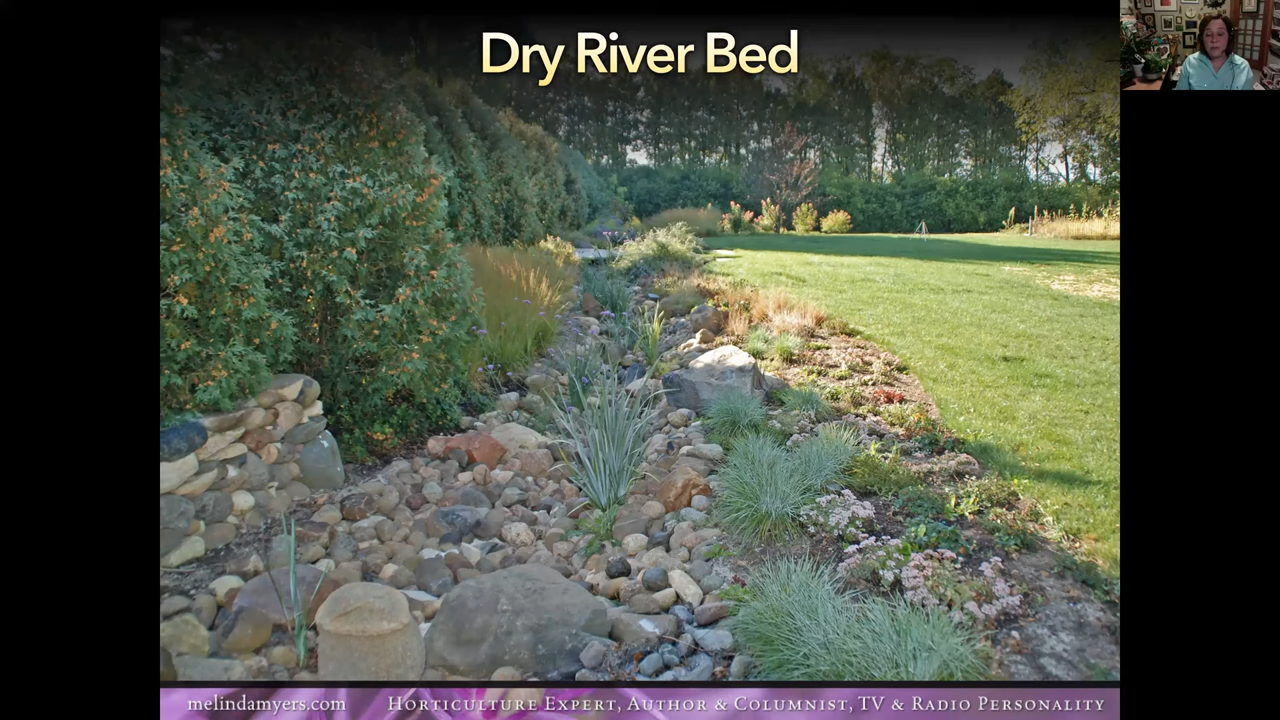 Dry River Bed
melindamyers.com
Horticulture Expert, Author & Columnist, TV & Radio Personality